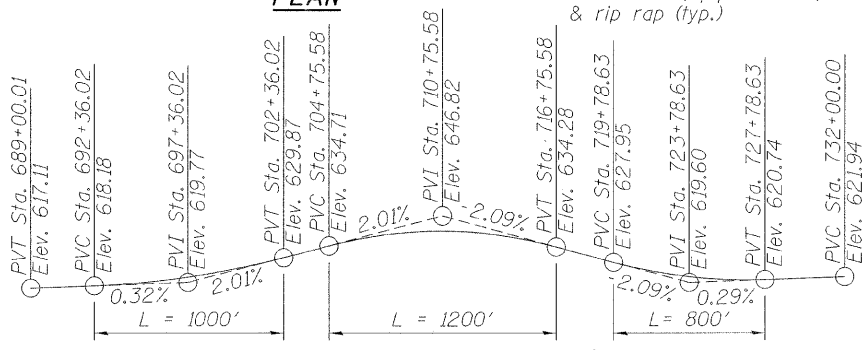 PLAN
& rip rap (typ.)
PVT Sta. 689+00.01
Elev. 617.11
PVC Sta. 692+36.02
Elev. 618.18
PVI Sta. 697+36.02
Elev. 619.77
PVT Sta. 702+36.02
Elev. 629.87
PVC Sta. 704+75.58
Elev. 634.71
PVI Sta. 710+75.58
Elev. 646.82
PVT Sta. 716+75.58
Elev. 634.28
PVC Sta. 719+78.63
Elev. 627.95
PVI Sta. 723+78.63
Elev. 619.60
PVT Sta. 727+78.63
Elev. 620.74
PVC Sta. 732+00.00
Elev. 621.94
0.32%
2.01%
2.01%
-2.09%
-2.09%
0.29%
L = 1000'
L = 1200'
L= 800'